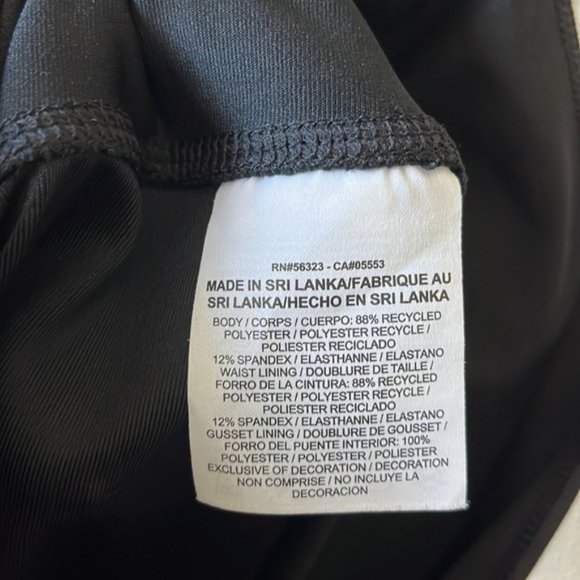 RN#56323 - CA#05553
MADE IN SRI LANKA/FABRIQUE AU
SRI LANKA/HECHO EN SRI LANKA
BODY / CORPS / CUERPO: 88% RECYCLED
POLYESTER / POLYESTER RECYCLE /
POLIESTER RECICLADO
12% SPANDEX / ELASTHANNE / ELASTANO
WAIST LINING / DOUBLURE DE TAILLE /
FORRO DE LA CINTURA: 88% RECYCLED
POLYESTER / POLYESTER RECYCLE /
POLIESTER RECICLADO
12% SPANDEX / ELASTHANNE / ELASTANO
GUSSET LINING / DOUBLURE DE GOUSSET /
FORRO DEL PUENTE INTERIOR: 100%
POLYESTER / POLYESTER / POLIESTER
EXCLUSIVE OF DECORATION / DECORATION
NON COMPRISE / NO INCLUYE LA
DECORACION